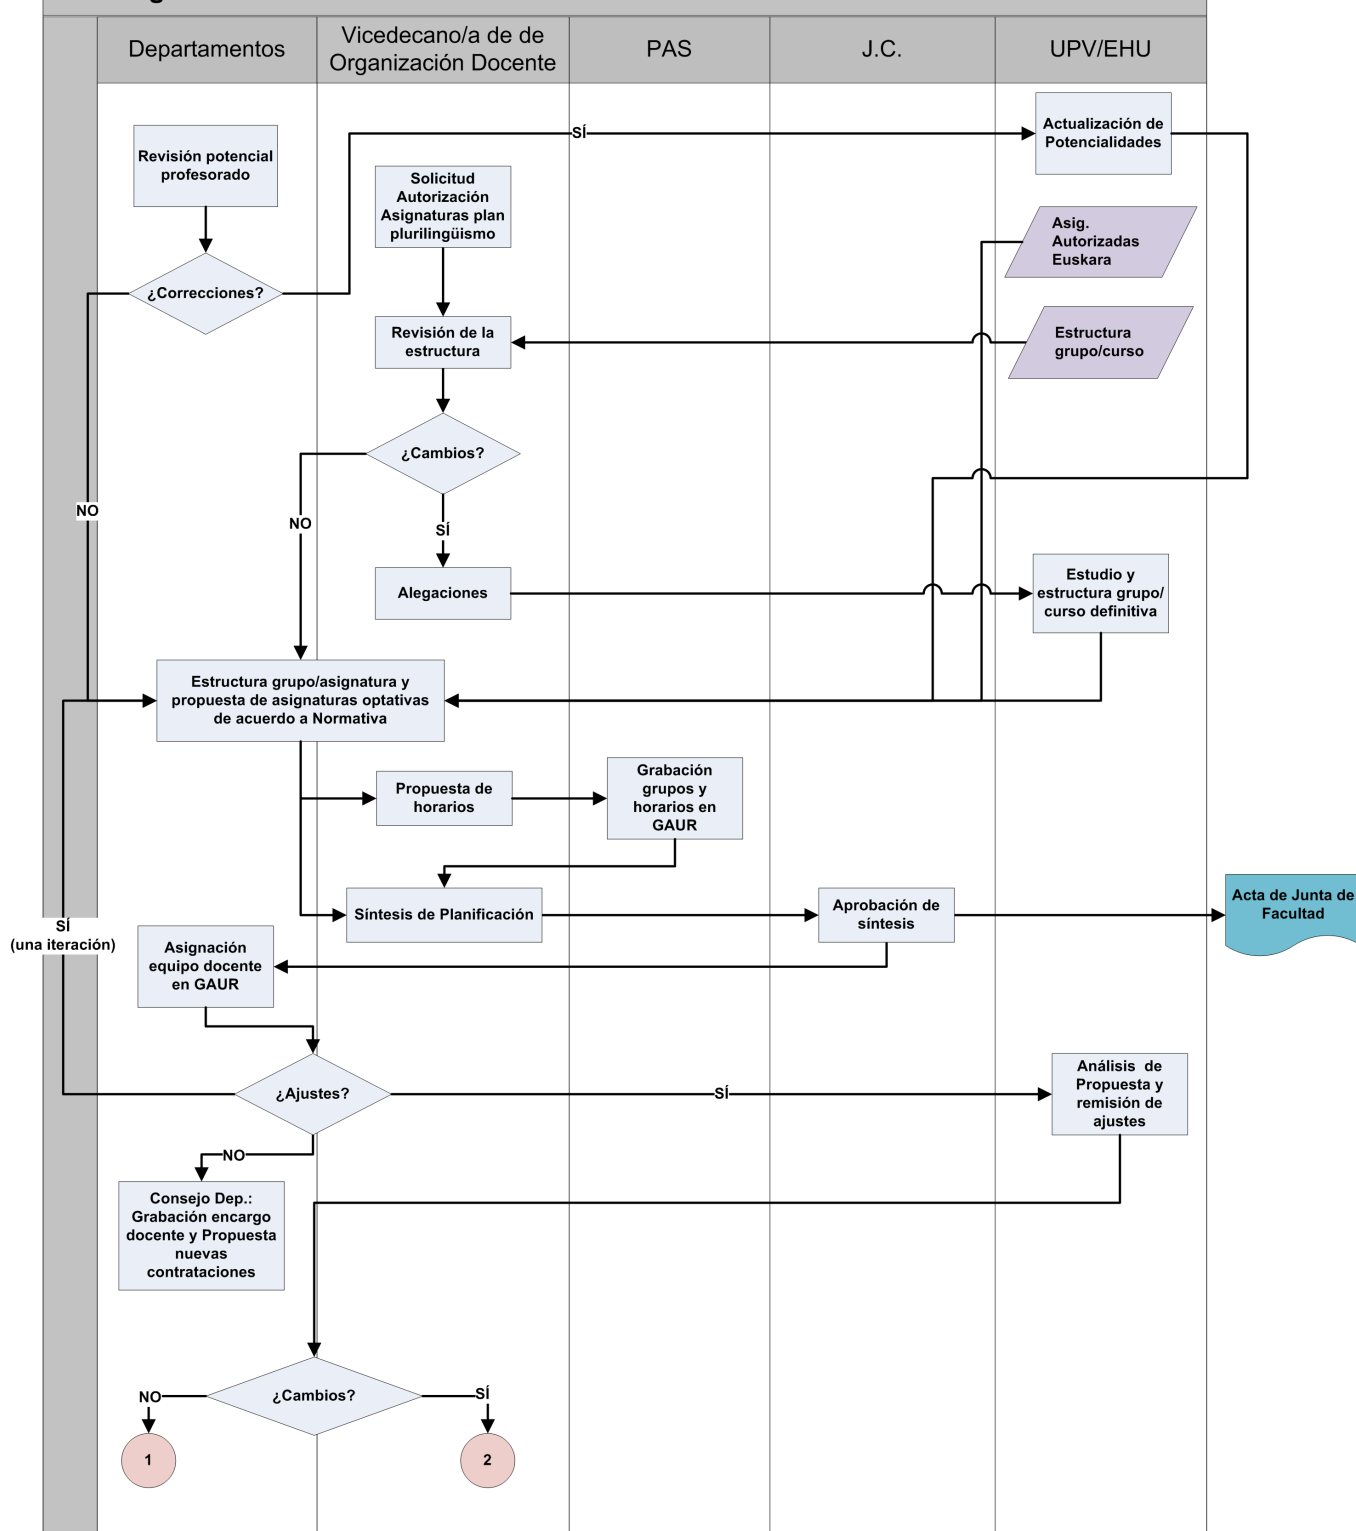 Departamentos
Vicedecano/a de de
Organización Docente
PAS
J.C.
UPV/EHU
Actualización de
Potencialidades
SÍ
Revisión potencial
profesorado
Solicitud
Autorización
Asignaturas plan
plurilingüismo
Asig.
Autorizadas
Euskara
¿Correcciones?
Revisión de la
estructura
Estructura
grupo/curso
¿Cambios?
NO
NO
SÍ
Alegaciones
Estudio y
estructura grupo/
curso definitiva
Estructura grupo/asignatura y
propuesta de asignaturas optativas
de acuerdo a Normativa
Propuesta de
horarios
Grabación
grupos y
horarios en
GAUR
Síntesis de Planificación
Aprobación de
síntesis
Acta de Junta de
Facultad
SÍ
(una iteración)
Asignación
equipo docente
en GAUR
¿Ajustes?
SÍ
Análisis de
Propuesta y
remisión de
ajustes
NO
Consejo Dep.:
Grabación encargo
docente y Propuesta
nuevas
contrataciones
¿Cambios?
NO
SÍ
1
2